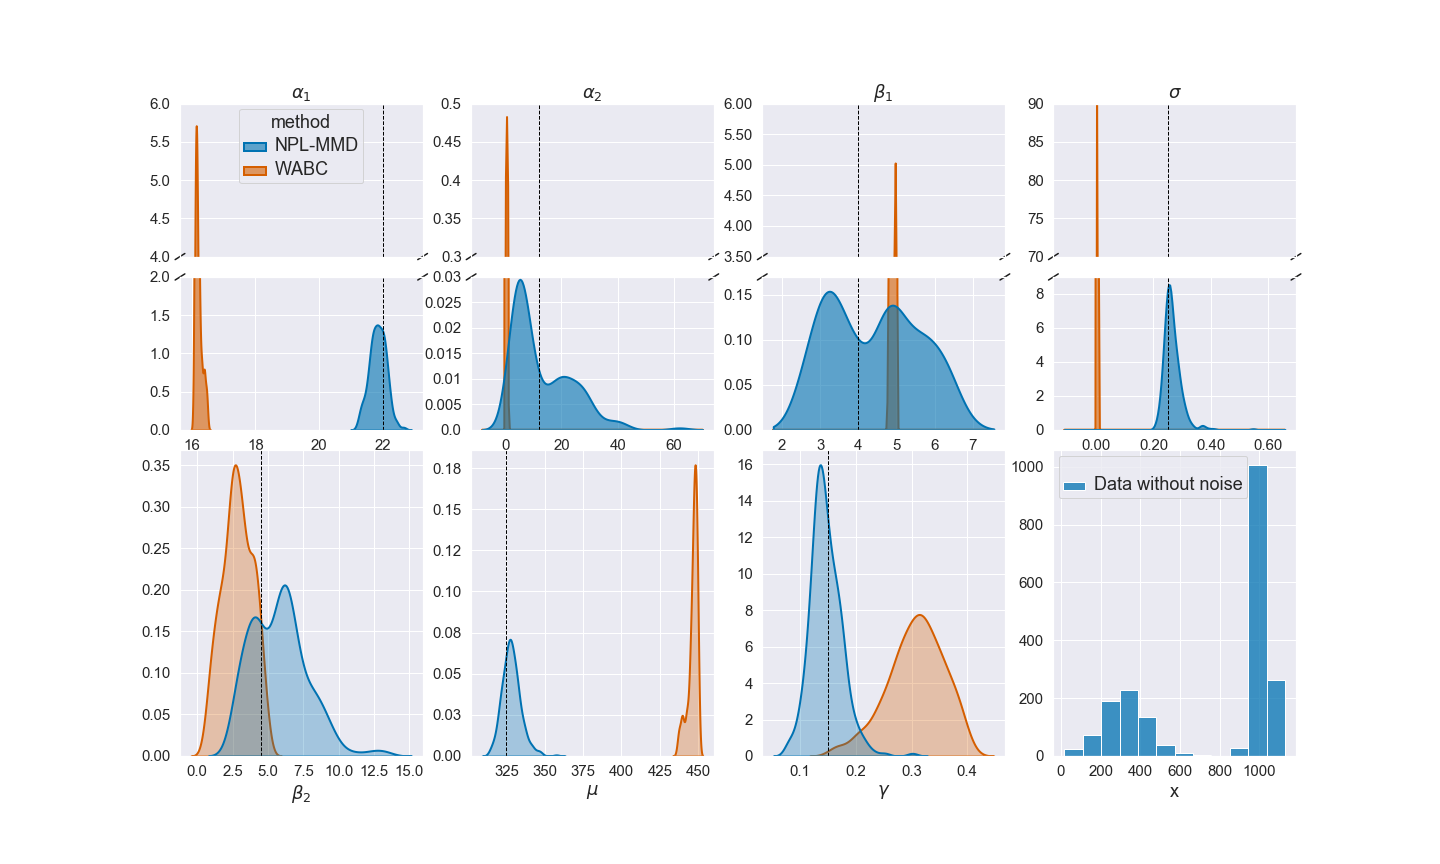 α₁ α₂ β₁ σ
6.0 5.5 5.0 4.5 4.0
method
NPL-MMD
WABC
0.5 0.45 0.4 0.35 0.3
6.00 5.50 5.00 4.50 4.00 3.50
90 85 80 75 70
2.0 1.5 1.0 0.5 0.0
16 18 20 22
0.03 0.025 0.02 0.015 0.01 0.005 0.0
0 20 40 60
0.15 0.10 0.05 0.00
2 3 4 5 6 7
8 6 4 2 0
0.00 0.20 0.40 0.60
0.35 0.30 0.25 0.20 0.15 0.10 0.05 0.00
0.0 2.5 5.0 7.5 10.0 12.5 15.0
β₂
0.18 0.15 0.12 0.10 0.08 0.05 0.03 0.00
325 350 375 400 425 450
μ
16 14 12 10 8 6 4 2 0
0.1 0.2 0.3 0.4
γ
Data without noise
1000 800 600 400 200 0
0 200 400 600 800 1000
x